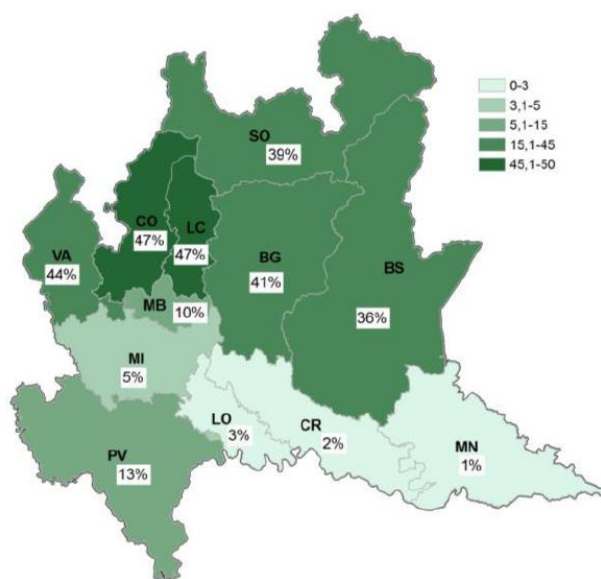 0-3
3,1-5
5,1-15
15,1-45
45,1-50
SO
39%
CO
47%
LC
47%
VA
44%
BG
41%
BS
36%
MB
10%
MI
5%
LO
3%
CR
2%
MN
1%
PV
13%